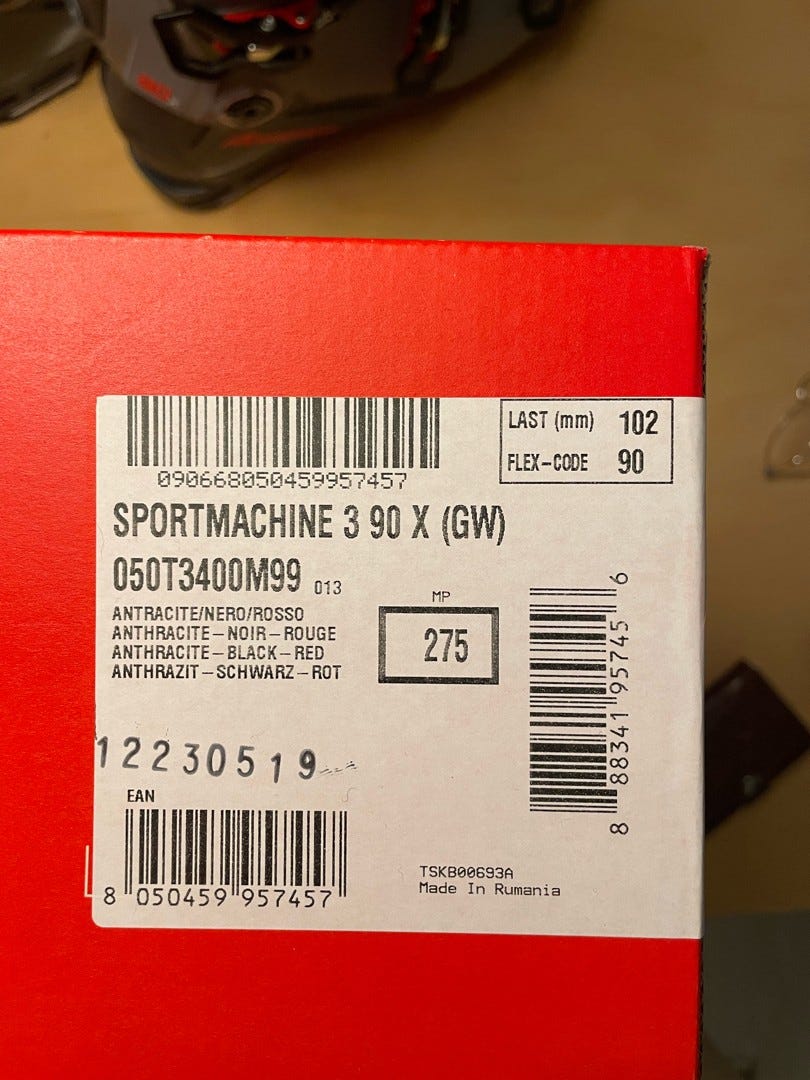 090668050459957457
LAST (mm) 102
FLEX-CODE 90
SPORTMACHINE 3 90 X (GW)
050T3400M99 013
ANTRACITE/NERO/ROSSO
ANTHRACITE-NOIR-ROUGE
ANTHRACITE-BLACK-RED
ANTHRAZIT-SCHWARZ-ROT
MP
275
8 88341 95745 6
12230519
EAN
8 050459 957457
TSKB00693A
Made In Rumania